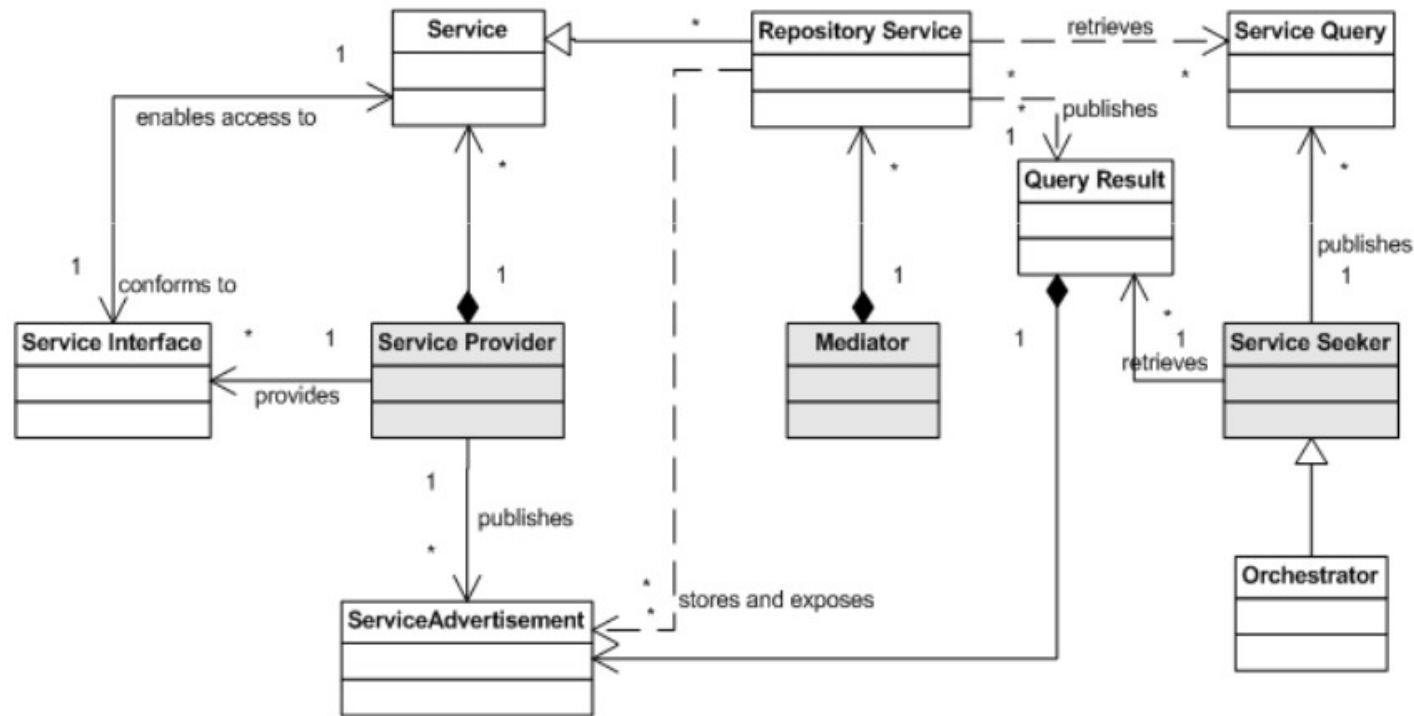 Service
*
Repository Service
retrieves
Service Query
1
enables access to
*
*
*
publishes
1
*
*
*
Query Result
publishes
1
1
1
1
conforms to
*
Service Interface
*
1
Service Provider
Mediator
1
1
Service Seeker
retrieves
provides
1
publishes
*
*
stores and exposes
*
Orchestrator
ServiceAdvertisement